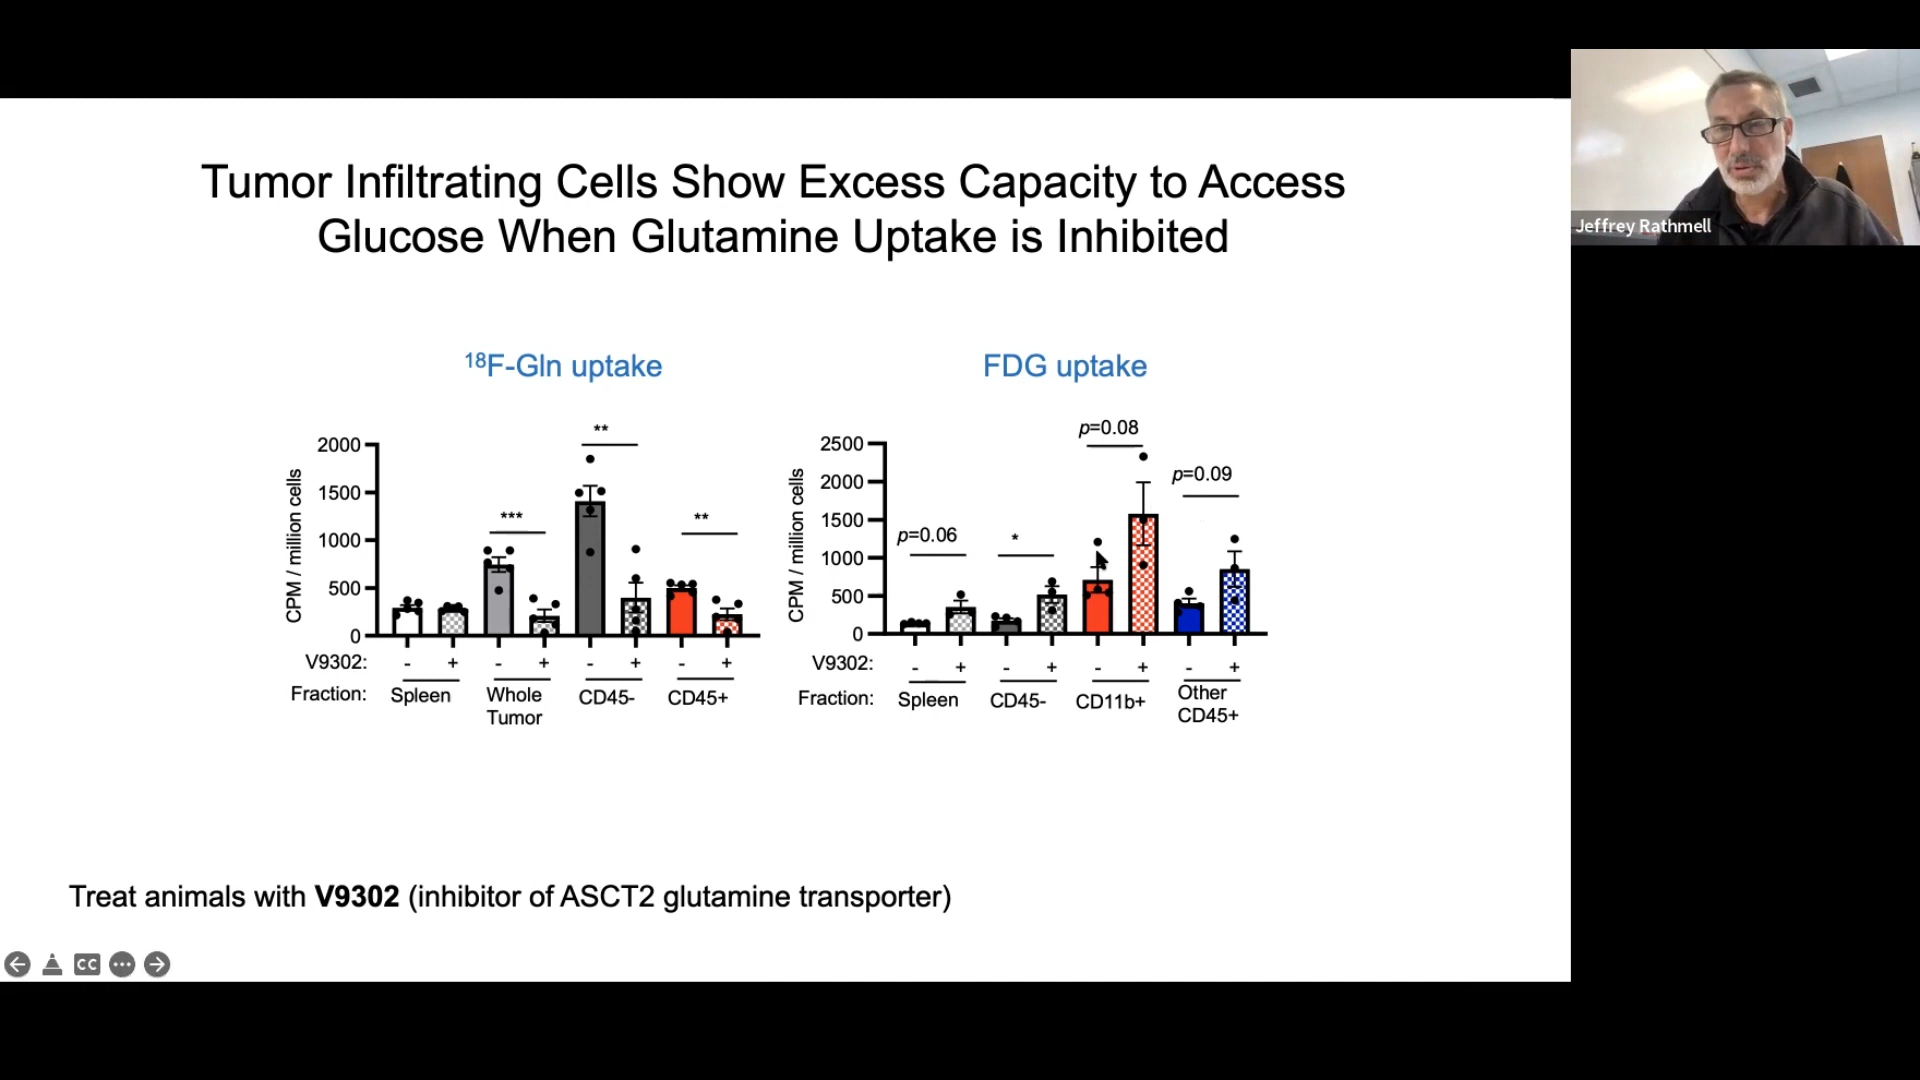 Tumor Infiltrating Cells Show Excess Capacity to Access
Glucose When Glutamine Uptake is Inhibited
Jeffrey Rathmell
18F-Gln uptake
CPM / million cells
2000
1500
1000
500
0
***
**
**
V9302: - + - + - + - +
Fraction: Spleen Whole Tumor CD45- CD45+
FDG uptake
CPM / million cells
2500
2000
1500
1000
500
0
p=0.06
*
p=0.08
p=0.09
V9302: - + - + - + - +
Fraction: Spleen CD45- CD11b+ Other CD45+
Treat animals with V9302 (inhibitor of ASCT2 glutamine transporter)
CC